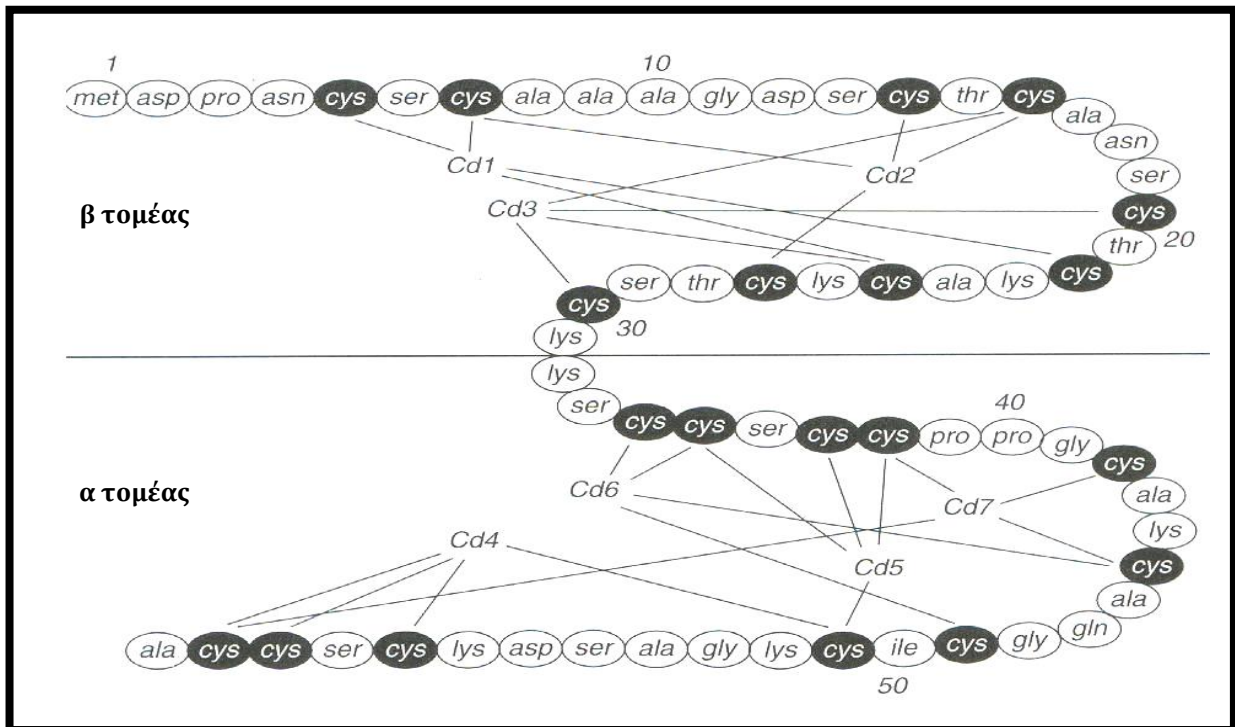 1 10
met asp pro asn cys ser cys ala ala ala gly asp ser cys thr cys
ala
asn
ser
Cd1 Cd2
β τομέας Cd3 cys
20
thr
cys ser thr cys lys cys ala lys cys
30
lys
lys
ser 40
cys cys ser cys cys pro pro gly cys
α τομέας Cd6 Cd7 ala
lys
Cd4 Cd5 cys
ala
gln
ala cys cys ser cys lys asp ser ala gly lys cys ile cys gly
50